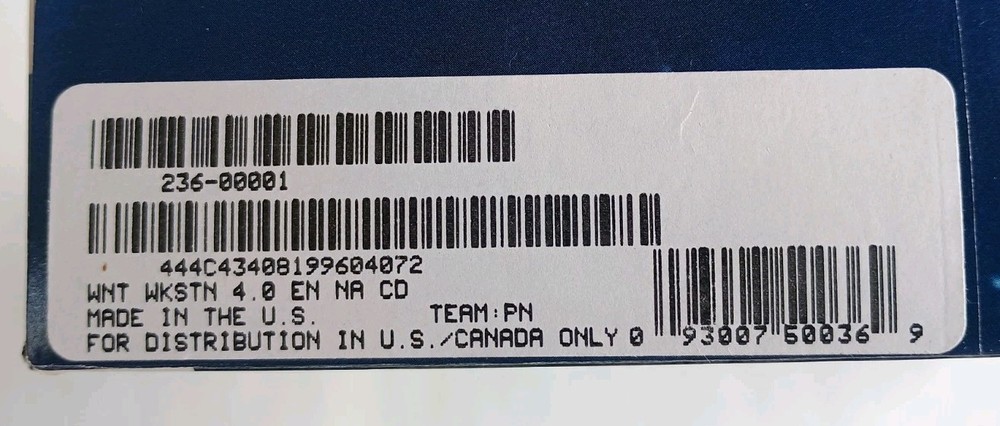 236-00001
444C43408199604072
WNT WKSTN 4.0 EN NA CD
MADE IN THE U.S. TEAM:PN
FOR DISTRIBUTION IN U.S./CANADA ONLY
0 93007 50036 9